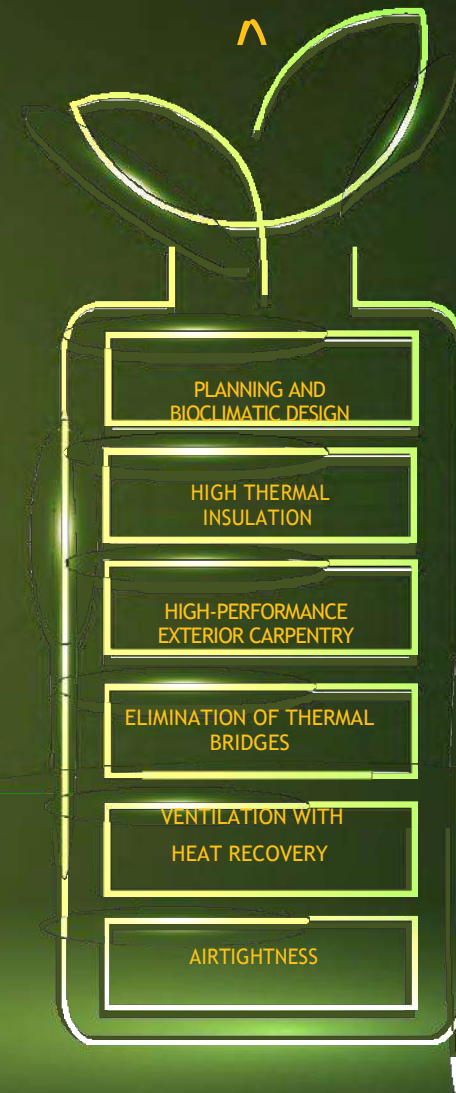 PLANNING AND
BIOCLIMATIC DESIGN
HIGH THERMAL
INSULATION
HIGH-PERFORMANCE
EXTERIOR CARPENTRY
ELIMINATION OF THERMAL
BRIDGES
VENTILATION WITH
HEAT RECOVERY
AIRTIGHTNESS